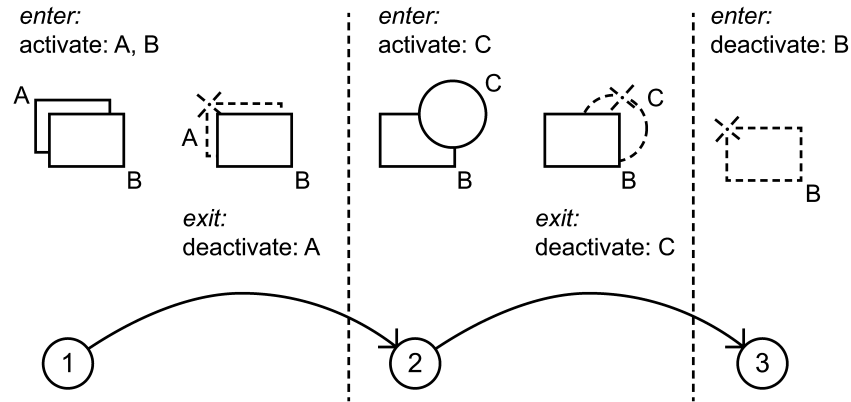 enter:
activate: A, B
A
B
A
B
exit:
deactivate: A
enter:
activate: C
C
B
C
B
exit:
deactivate: C
enter:
deactivate: B
B
1
2
3